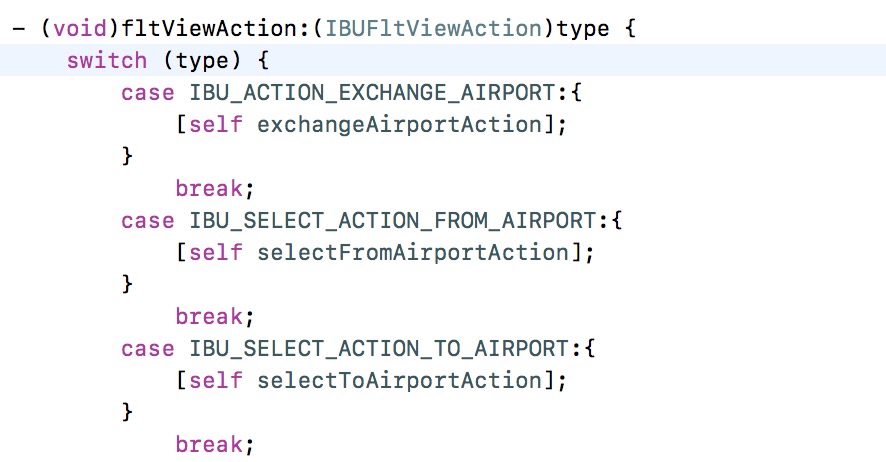 - (void)fltViewAction:(IBUFltViewAction)type {
    switch (type) {
        case IBU_ACTION_EXCHANGE_AIRPORT:{
            [self exchangeAirportAction];
        }
            break;
        case IBU_SELECT_ACTION_FROM_AIRPORT:{
            [self selectFromAirportAction];
        }
            break;
        case IBU_SELECT_ACTION_TO_AIRPORT:{
            [self selectToAirportAction];
        }
            break;